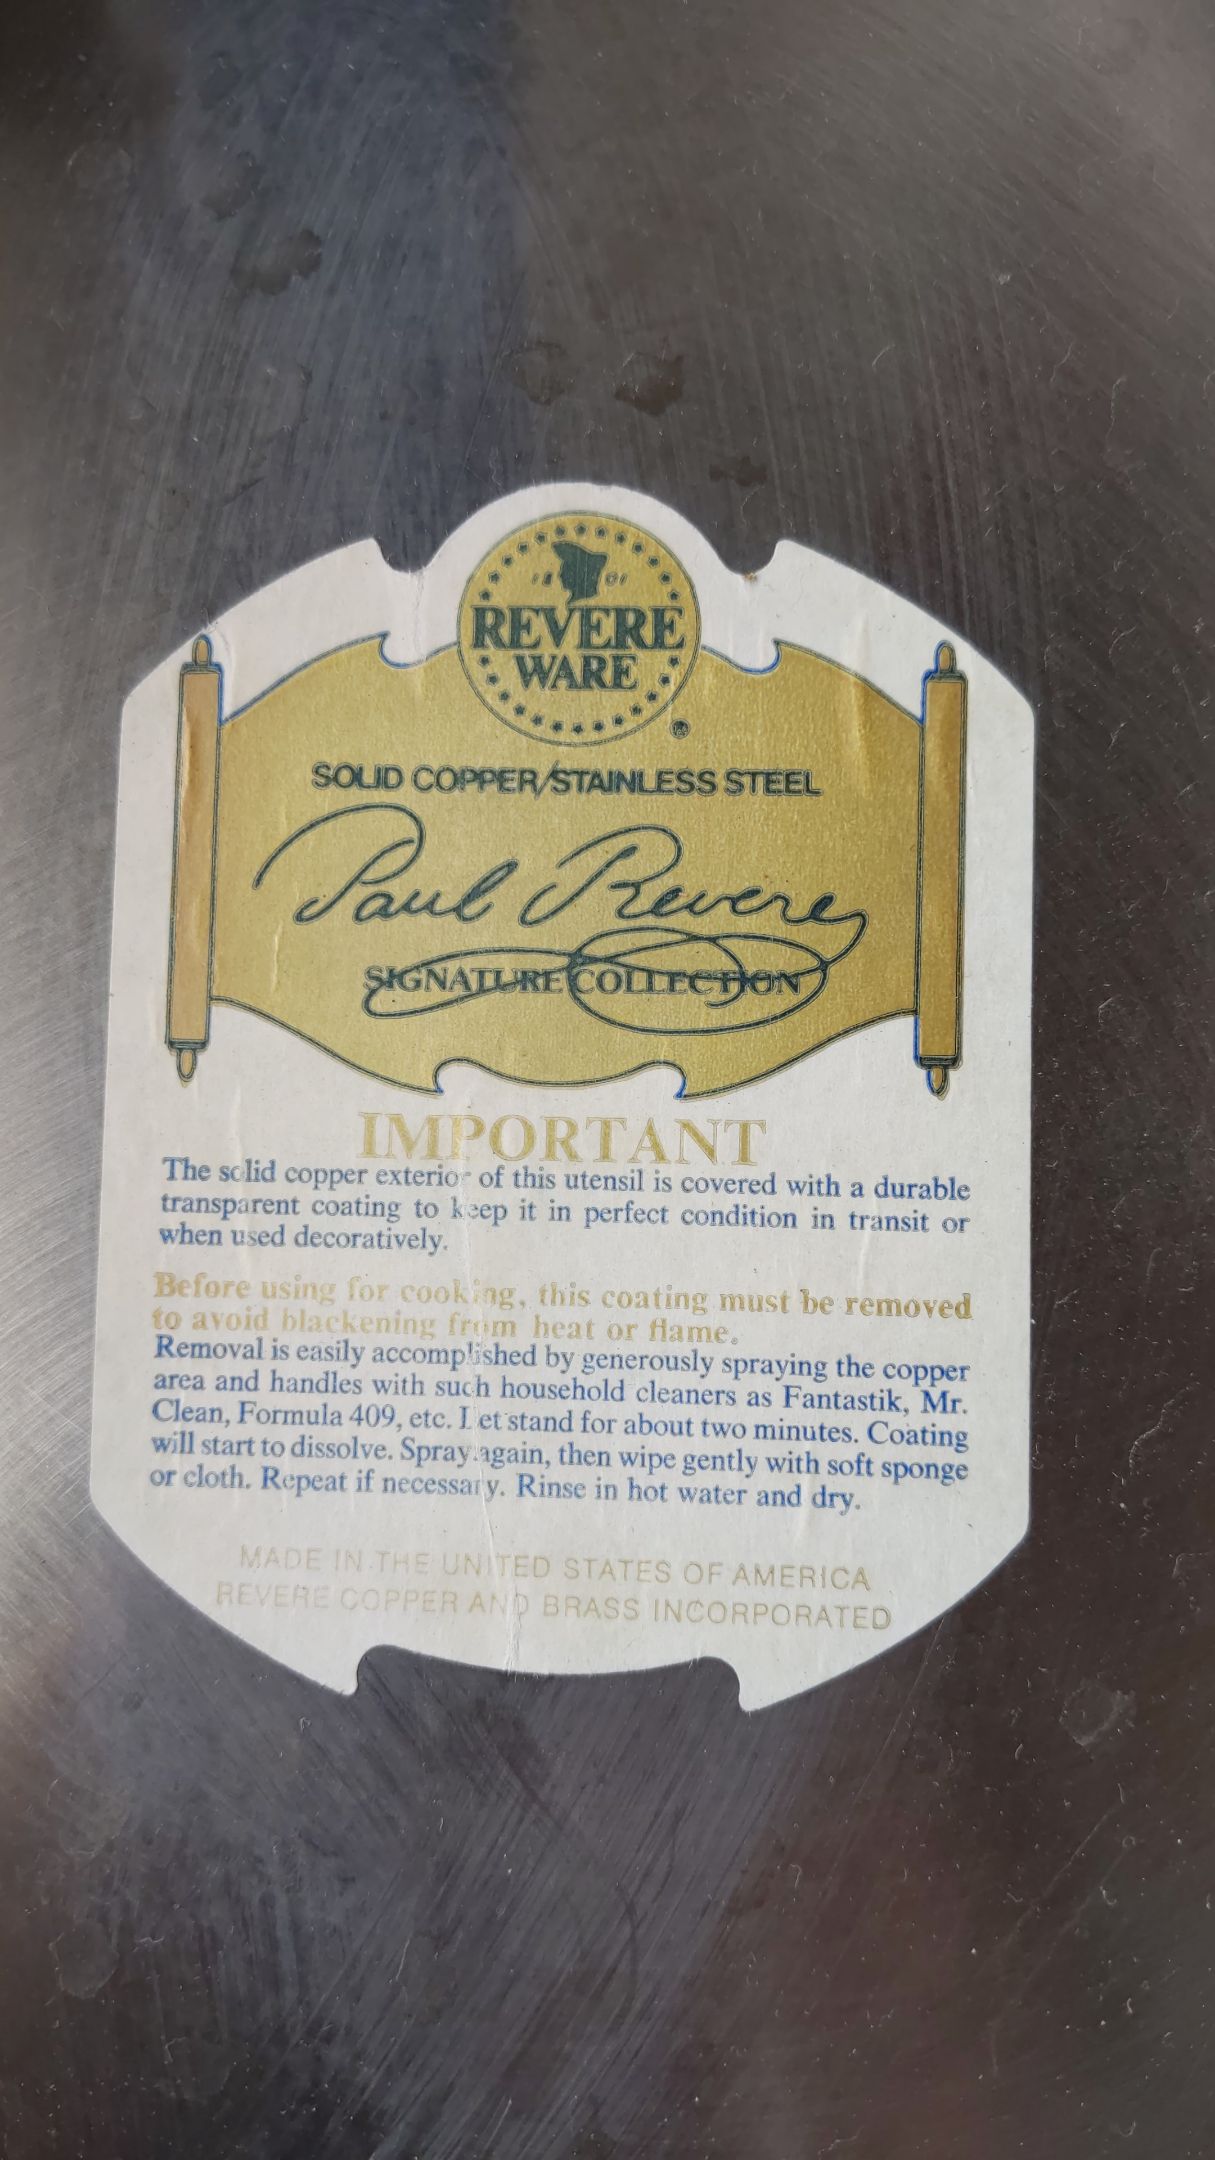 18 01
REVERE
WARE
®
SOLID COPPER/STAINLESS STEEL
Paul Revere
SIGNATURE COLLECTION
IMPORTANT
The solid copper exterior of this utensil is covered with a durable
transparent coating to keep it in perfect condition in transit or
when used decoratively.
Before using for cooking, this coating must be removed
to avoid blackening from heat or flame.
Removal is easily accomplished by generously spraying the copper
area and handles with such household cleaners as Fantastik, Mr.
Clean, Formula 409, etc. Let stand for about two minutes. Coating
will start to dissolve. Spray again, then wipe gently with soft sponge
or cloth. Repeat if necessary. Rinse in hot water and dry.
MADE IN THE UNITED STATES OF AMERICA
REVERE COPPER AND BRASS INCORPORATED